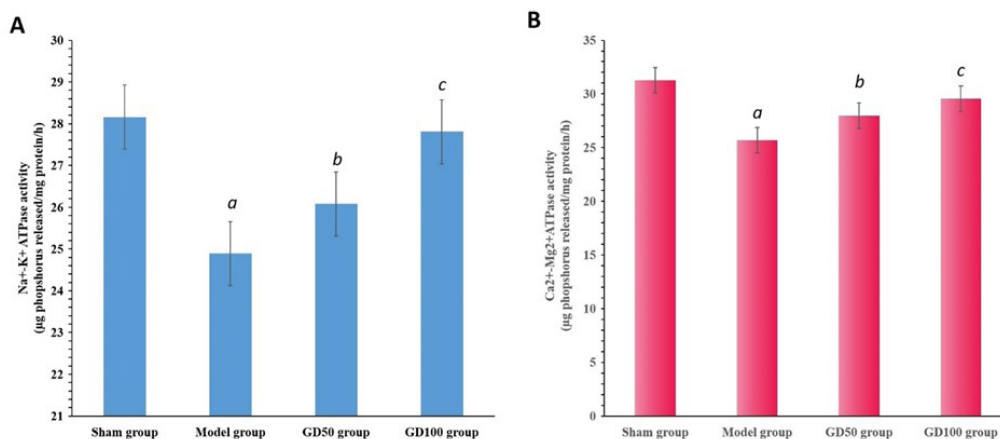 A
Na+-K+ ATPase activity
(µg phopshorus released/mg protein/h)
30
29
28
27
26
25
24
23
22
21
a
b
c
Sham group
Model group
GD50 group
GD100 group
B
Ca2+-Mg2+ATPase activity
(µg phopshorus released/mg protein/h)
35
30
25
20
15
10
5
0
a
b
c
Sham group
Model group
GD50 group
GD100 group